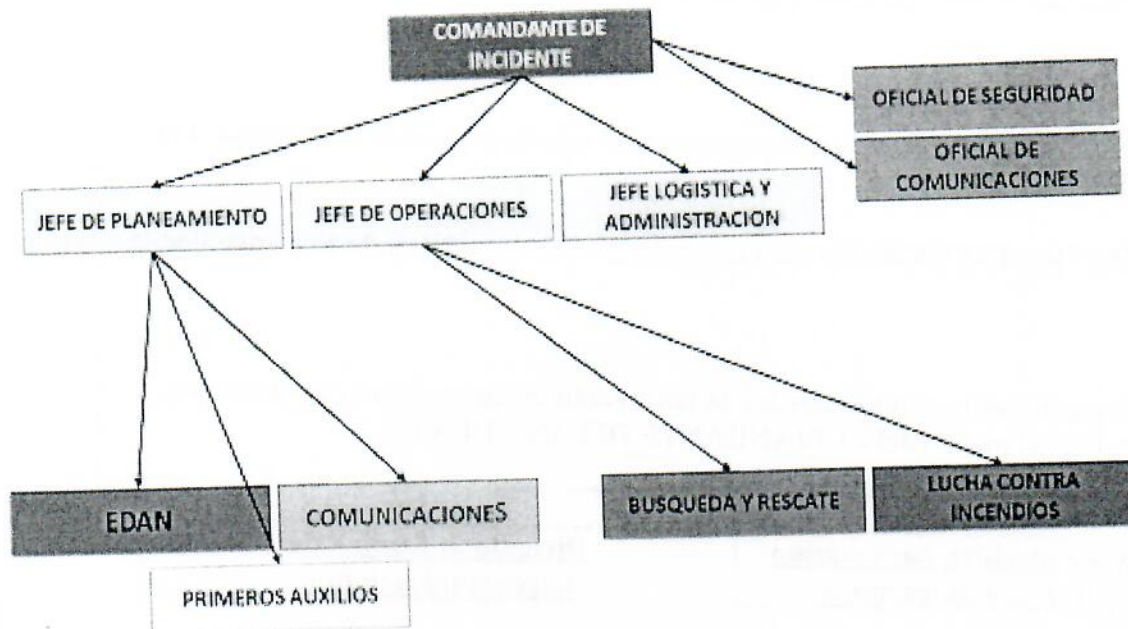 COMANDANTE DE
INCIDENTE
OFICIAL DE SEGURIDAD
OFICIAL DE
COMUNICACIONES
JEFE DE PLANEAMIENTO
JEFE DE OPERACIONES
JEFE LOGISTICA Y
ADMINISTRACION
EDAN
COMUNICACIONES
BUSQUEDA Y RESCATE
LUCHA CONTRA
INCENDIOS
PRIMEROS AUXILIOS